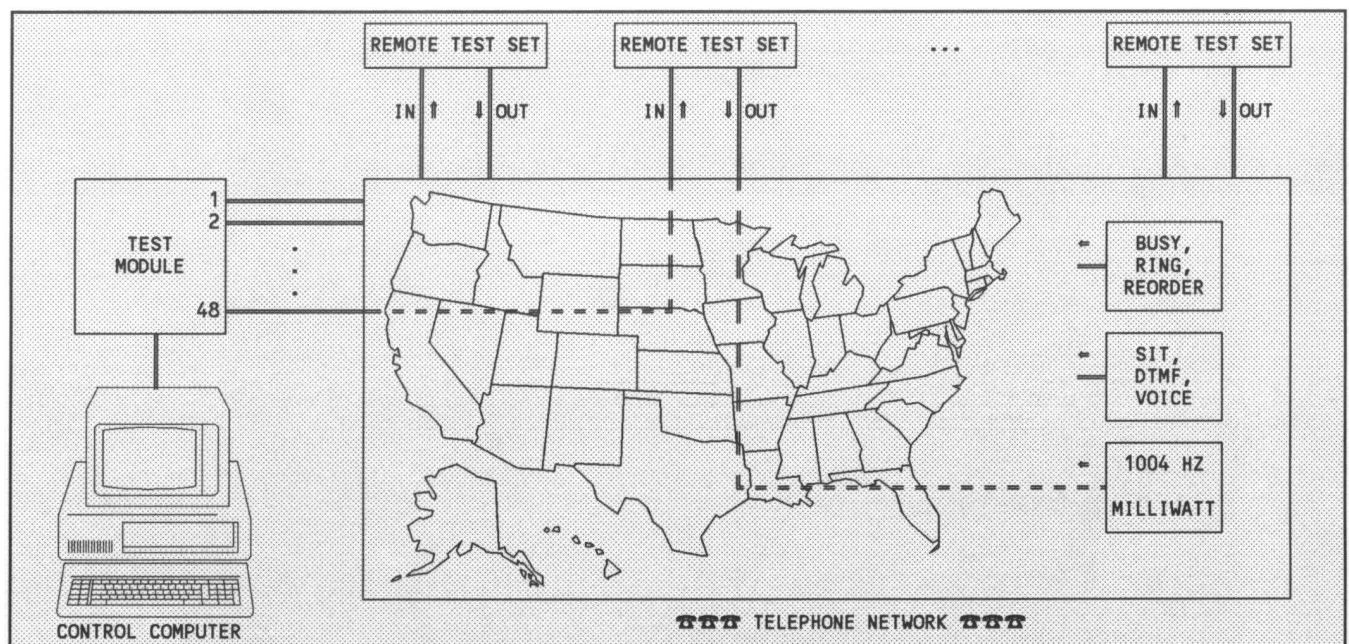 REMOTE TEST SET
REMOTE TEST SET
...
REMOTE TEST SET
IN ⇑ ⇓ OUT
IN ⇑ ⇓ OUT
IN ⇑ ⇓ OUT
1
2
TEST
MODULE
48
← BUSY,
RING,
REORDER
← SIT,
DTMF,
VOICE
← 1004 HZ
MILLIWATT
CONTROL COMPUTER
☎☎☎ TELEPHONE NETWORK ☎☎☎